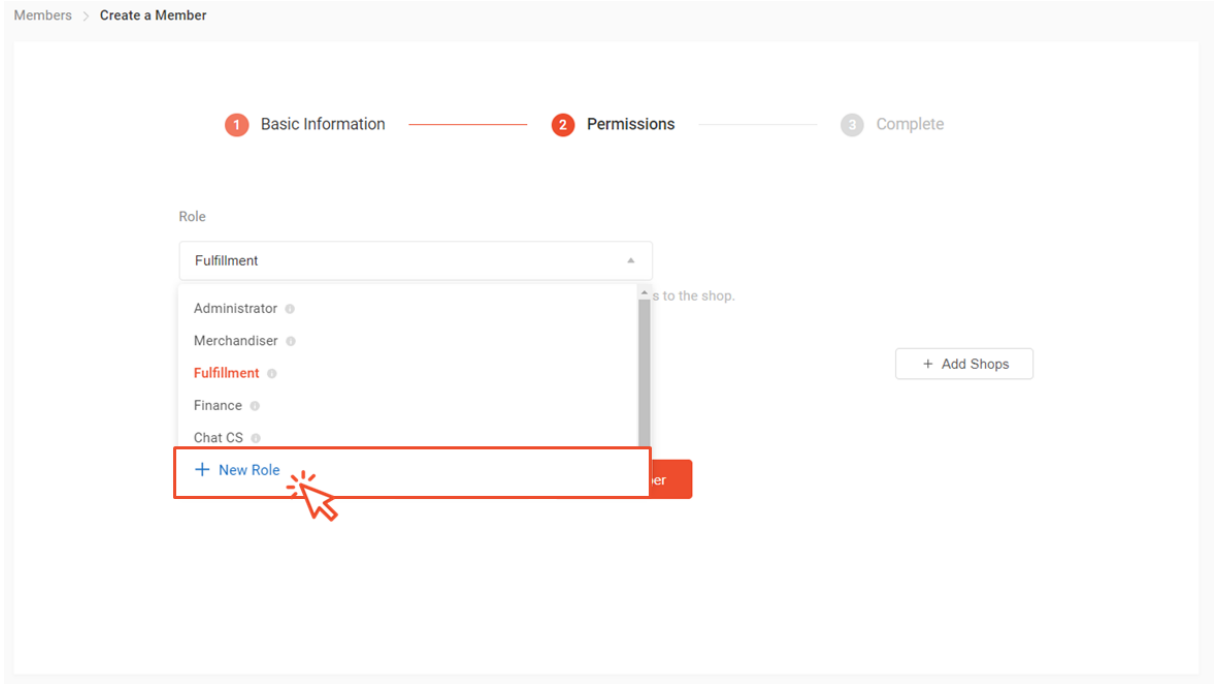 Members > Create a Member
1 Basic Information 2 Permissions 3 Complete
Role
Fulfillment
s to the shop.
Administrator
Merchandiser
Fulfillment
Finance
Chat CS
+ Add Shops
+ New Role